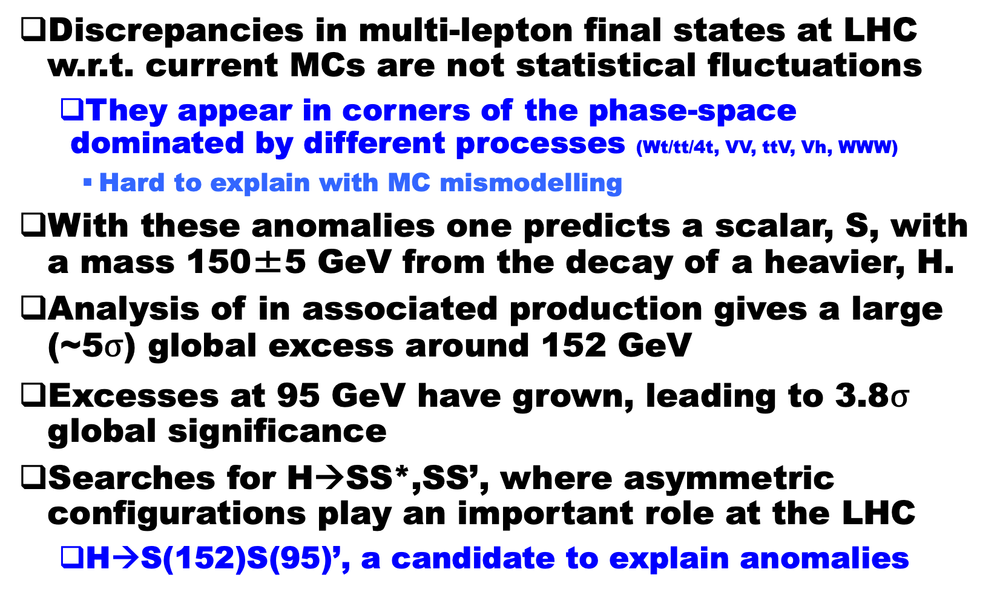 ❑Discrepancies in multi-lepton final states at LHC
w.r.t. current MCs are not statistical fluctuations
❑They appear in corners of the phase-space
dominated by different processes (Wt/tt/4t, VV, ttV, Vh, WWW)
▪ Hard to explain with MC mismodelling
❑With these anomalies one predicts a scalar, S, with
a mass 150±5 GeV from the decay of a heavier, H.
❑Analysis of in associated production gives a large
(~5σ) global excess around 152 GeV
❑Excesses at 95 GeV have grown, leading to 3.8σ
global significance
❑Searches for H→SS*,SS’, where asymmetric
configurations play an important role at the LHC
❑H→S(152)S(95)’, a candidate to explain anomalies